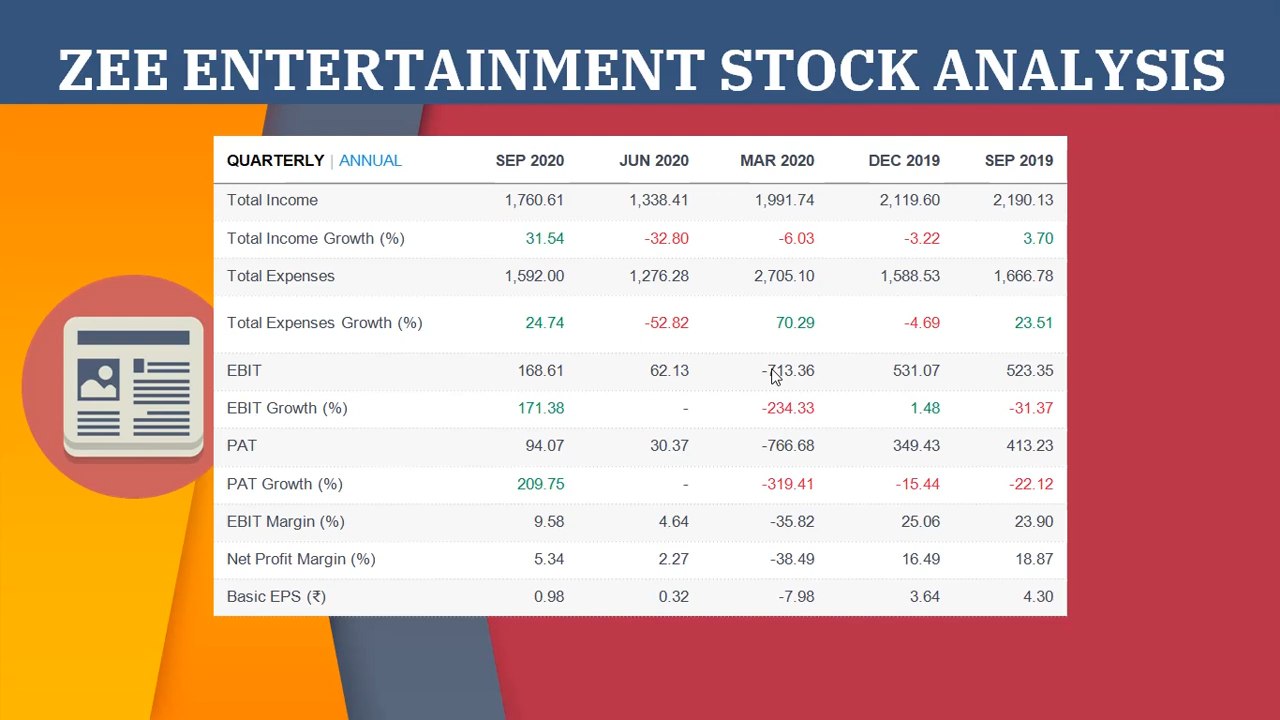 ZEE ENTERTAINMENT STOCK ANALYSIS
QUARTERLY | ANNUAL SEP 2020 JUN 2020 MAR 2020 DEC 2019 SEP 2019
Total Income 1,760.61 1,338.41 1,991.74 2,119.60 2,190.13
Total Income Growth (%) 31.54 -32.80 -6.03 -3.22 3.70
Total Expenses 1,592.00 1,276.28 2,705.10 1,588.53 1,666.78
Total Expenses Growth (%) 24.74 -52.82 70.29 -4.69 23.51
EBIT 168.61 62.13 -713.36 531.07 523.35
EBIT Growth (%) 171.38 - -234.33 1.48 -31.37
PAT 94.07 30.37 -766.68 349.43 413.23
PAT Growth (%) 209.75 - -319.41 -15.44 -22.12
EBIT Margin (%) 9.58 4.64 -35.82 25.06 23.90
Net Profit Margin (%) 5.34 2.27 -38.49 16.49 18.87
Basic EPS (₹) 0.98 0.32 -7.98 3.64 4.30